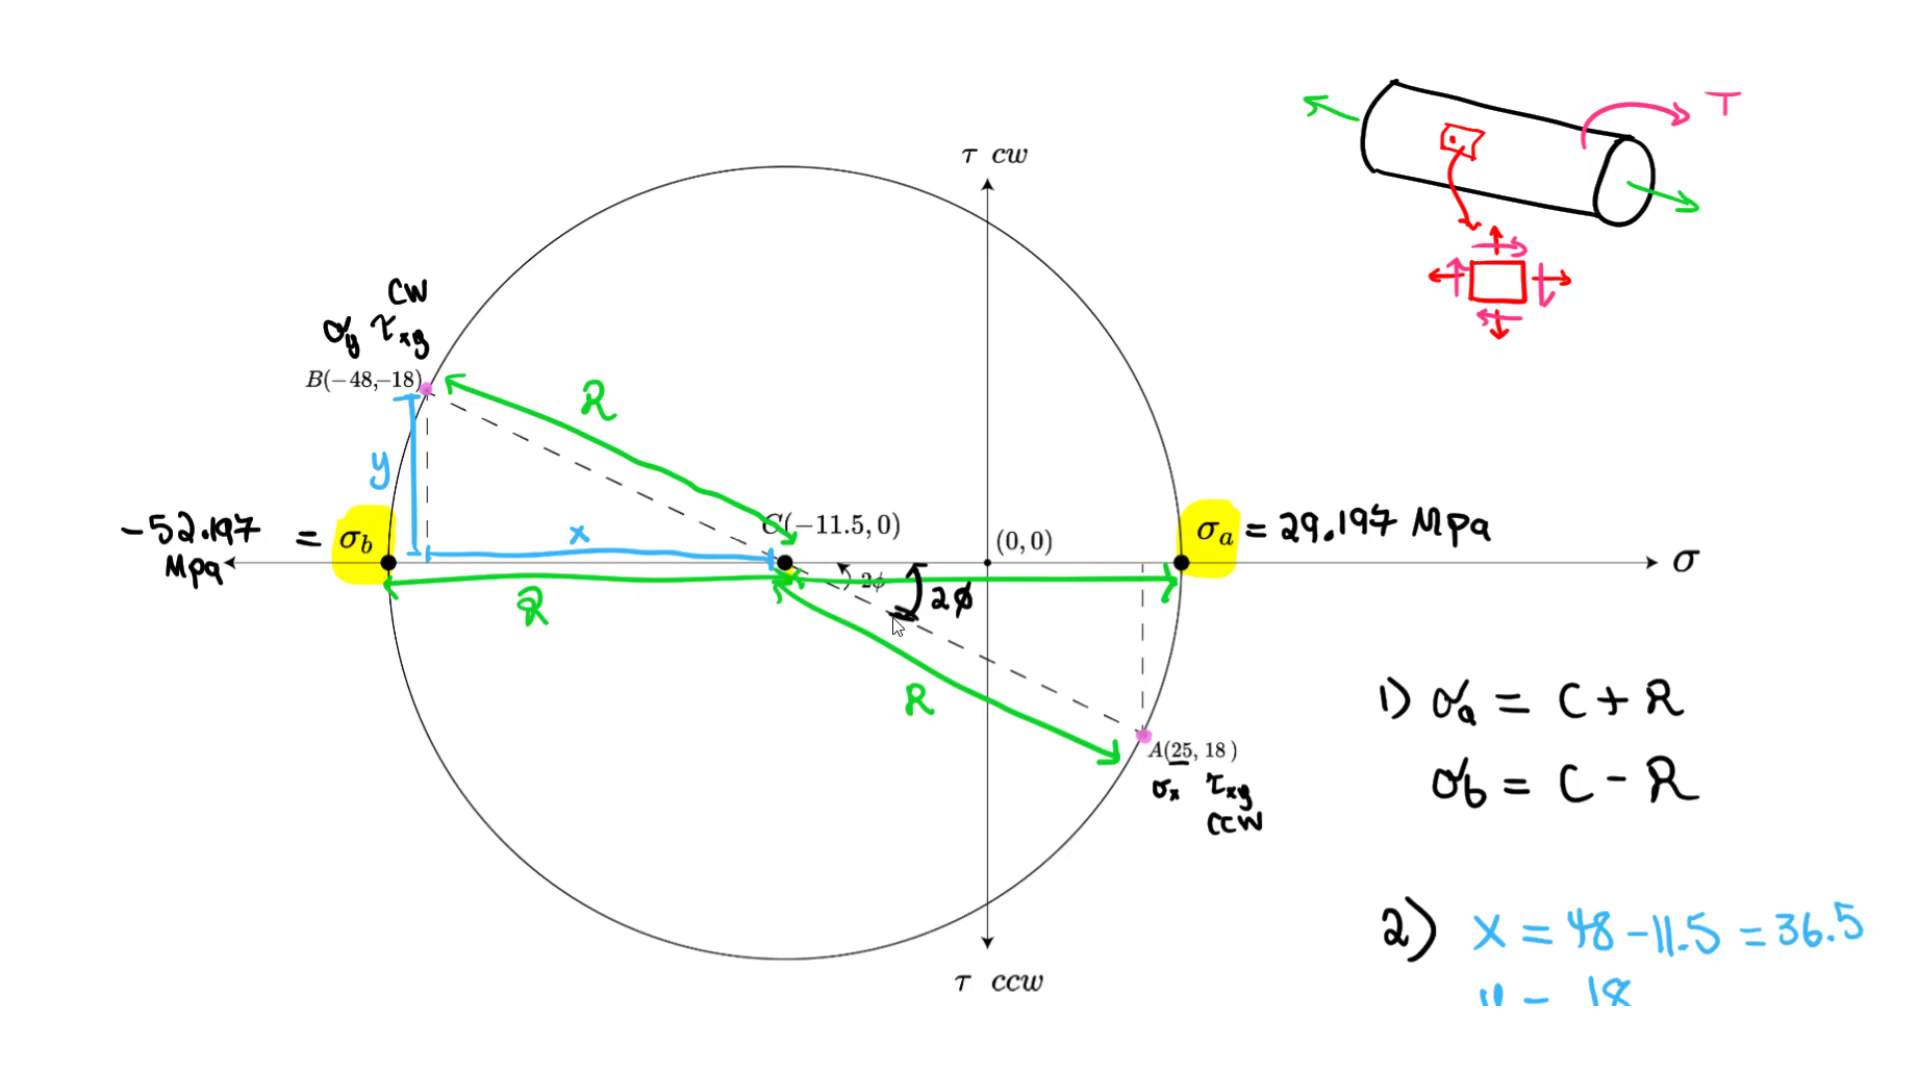 T
τ cw
CW
σy τxy
B(−48,−18)
R
y
C(−11.5, 0)
x
(0, 0)
−52.197 = σb
Mpa
σa = 29.197 Mpa
σ
2φ
2φ
R
R
A(25, 18 )
σx τxy
CCW
1) σa = C + R
σb = C − R
2) x = 48 − 11.5 = 36.5
y = 18
τ ccw